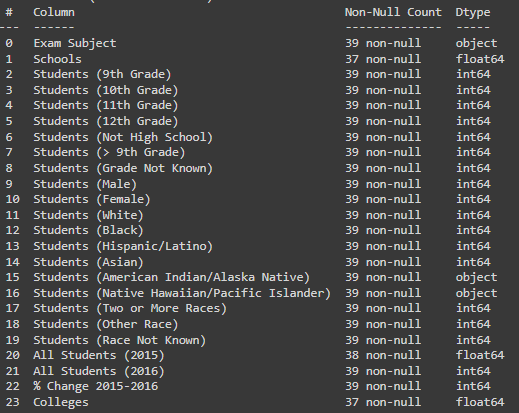 #   Column                                        Non-Null Count  Dtype
---  ------                                        --------------  -----
0   Exam Subject                                  39 non-null     object
1   Schools                                       37 non-null     float64
2   Students (9th Grade)                          39 non-null     int64
3   Students (10th Grade)                         39 non-null     int64
4   Students (11th Grade)                         39 non-null     int64
5   Students (12th Grade)                         39 non-null     int64
6   Students (Not High School)                    39 non-null     int64
7   Students (> 9th Grade)                        39 non-null     int64
8   Students (Grade Not Known)                    39 non-null     int64
9   Students (Male)                               39 non-null     int64
10  Students (Female)                             39 non-null     int64
11  Students (White)                              39 non-null     int64
12  Students (Black)                              39 non-null     int64
13  Students (Hispanic/Latino)                    39 non-null     int64
14  Students (Asian)                              39 non-null     int64
15  Students (American Indian/Alaska Native)      39 non-null     object
16  Students (Native Hawaiian/Pacific Islander)   39 non-null     object
17  Students (Two or More Races)                  39 non-null     int64
18  Students (Other Race)                         39 non-null     int64
19  Students (Race Not Known)                     39 non-null     int64
20  All Students (2015)                           38 non-null     float64
21  All Students (2016)                           39 non-null     int64
22  % Change 2015-2016                            39 non-null     int64
23  Colleges                                      37 non-null     float64